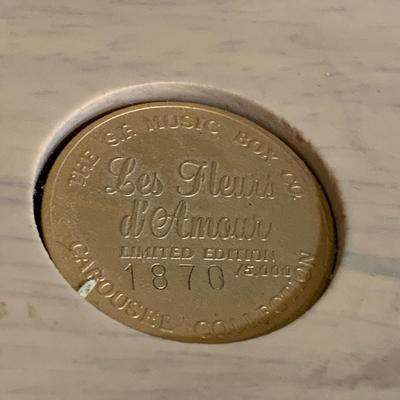 THE S.F. MUSIC BOX CO.
Les Fleurs
d'Amour
LIMITED EDITION
1870 /5,000
CAROUSEL COLLECTION